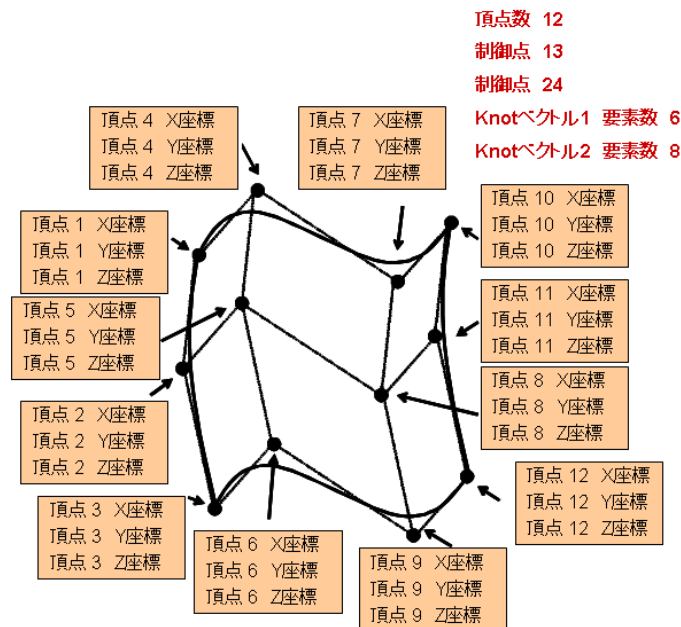 頂点数 12
制御点 13
制御点 24
Knotベクトル1 要素数 6
Knotベクトル2 要素数 8
頂点 4 X座標
頂点 4 Y座標
頂点 4 Z座標
頂点 7 X座標
頂点 7 Y座標
頂点 7 Z座標
頂点 10 X座標
頂点 10 Y座標
頂点 10 Z座標
頂点 1 X座標
頂点 1 Y座標
頂点 1 Z座標
頂点 11 X座標
頂点 11 Y座標
頂点 11 Z座標
頂点 5 X座標
頂点 5 Y座標
頂点 5 Z座標
頂点 8 X座標
頂点 8 Y座標
頂点 8 Z座標
頂点 2 X座標
頂点 2 Y座標
頂点 2 Z座標
頂点 12 X座標
頂点 12 Y座標
頂点 12 Z座標
頂点 3 X座標
頂点 3 Y座標
頂点 3 Z座標
頂点 6 X座標
頂点 6 Y座標
頂点 6 Z座標
頂点 9 X座標
頂点 9 Y座標
頂点 9 Z座標